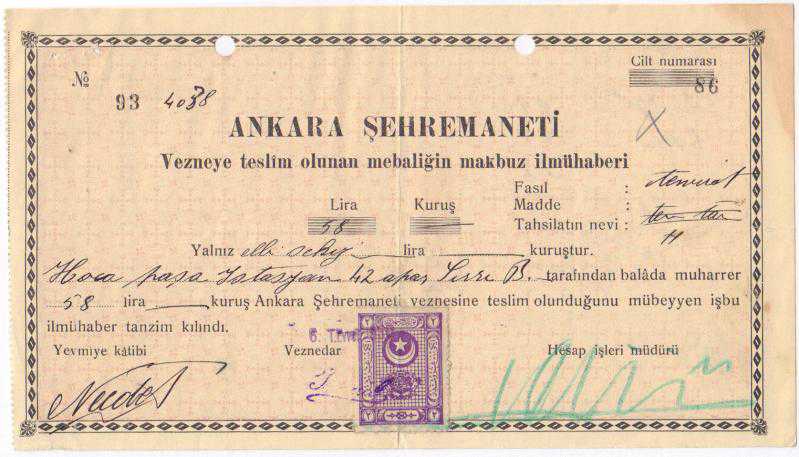 Cilt numarası
№ 86
93 4038
ANKARA ŞEHREMANETİ
Vezneye teslim olunan mebaliğin makbuz ilmühaberi
Fasıl :
Lira Kuruş Madde :
58 Tahsilatın nevi :
Yalnız elli sekiz lira kuruştur.
Hoca paşa Istasyon 42 apar Sırrı B. tarafından balâda muharrer
58 lira kuruş Ankara Şehremaneti veznesine teslim olunduğunu mübeyyen işbu
ilmühaber tanzim kılındı.
Yevmiye kâtibi Veznedar Hesap işleri müdürü